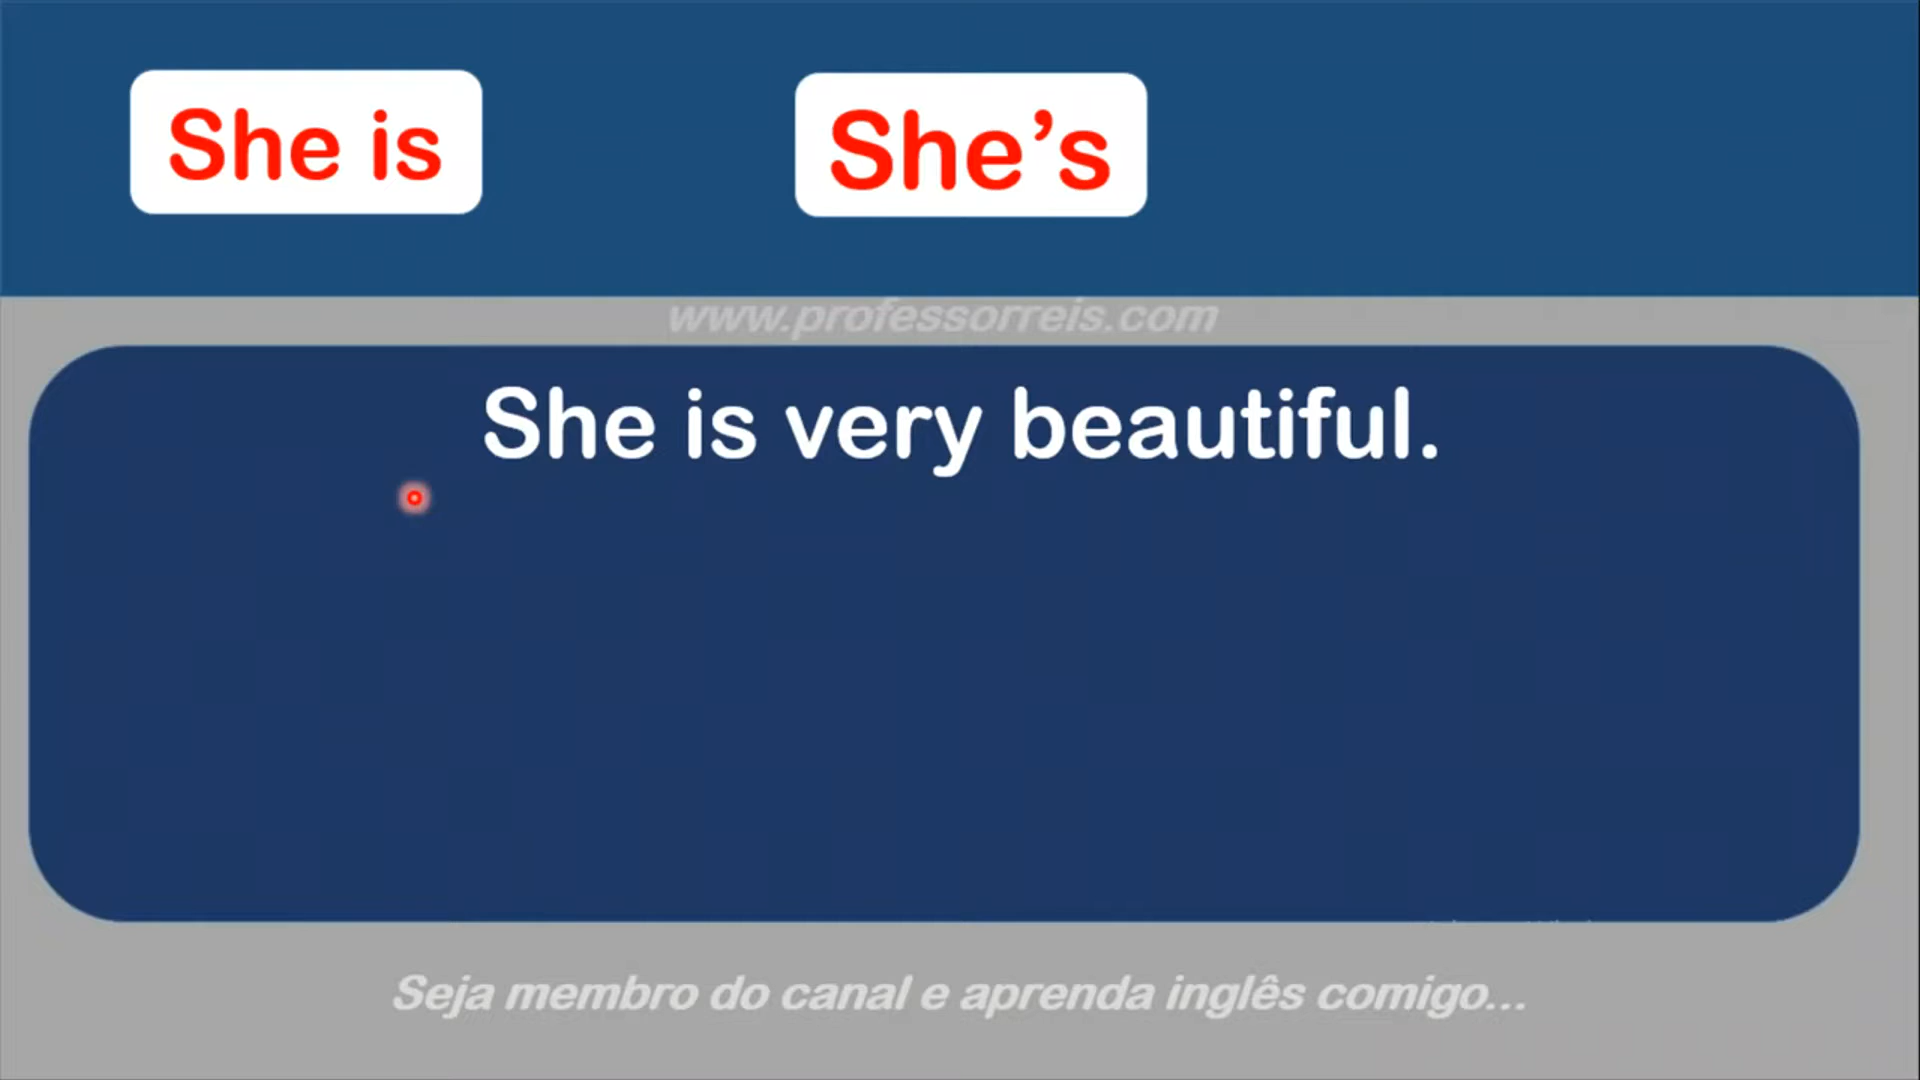 She is
She’s
www.professorreis.com
She is very beautiful.
Seja membro do canal e aprenda inglês comigo...